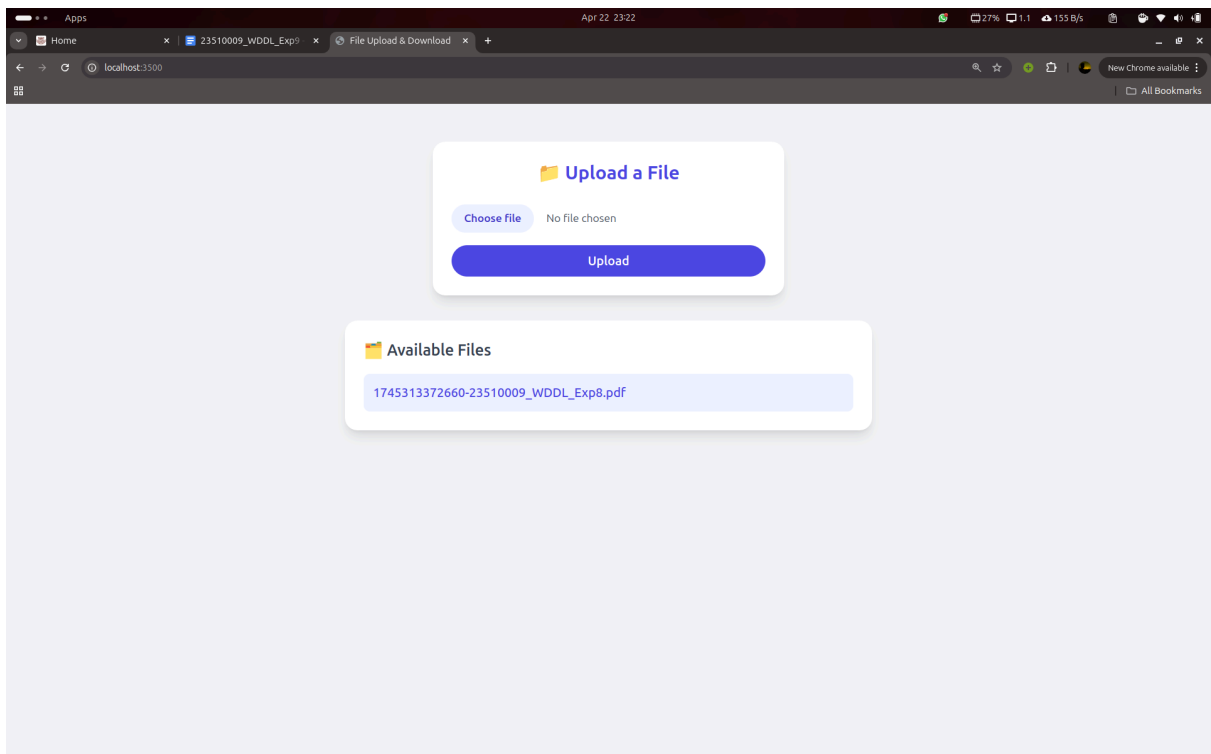 Apps
Apr 22 23:22
27% 1.1 155 B/s
Home
23510009_WDDL_Exp9
File Upload & Download
localhost:3500
New Chrome available
All Bookmarks
Upload a File
Choose file No file chosen
Upload
Available Files
1745313372660-23510009_WDDL_Exp8.pdf